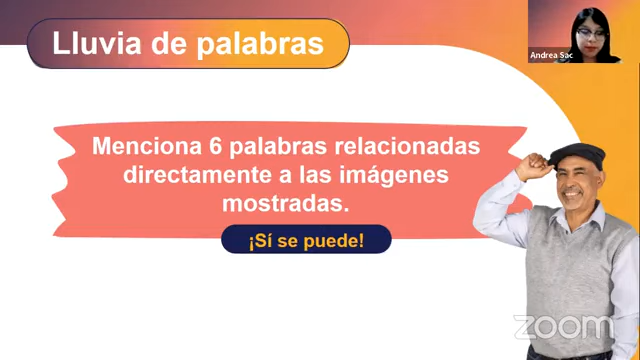 Lluvia de palabras
Andrea Sac
Menciona 6 palabras relacionadas
directamente a las imágenes
mostradas.
¡Sí se puede!
zoom